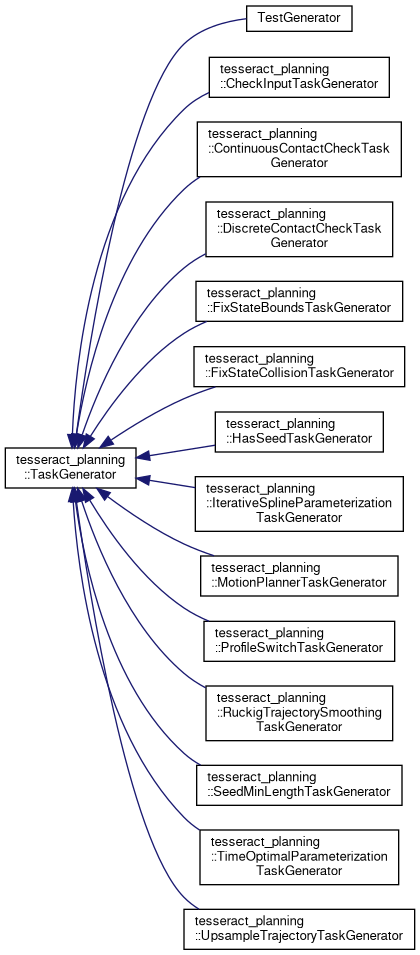 TestGenerator
tesseract_planning
::CheckInputTaskGenerator
tesseract_planning
::ContinuousContactCheckTask
Generator
tesseract_planning
::DiscreteContactCheckTask
Generator
tesseract_planning
::FixStateBoundsTaskGenerator
tesseract_planning
::FixStateCollisionTaskGenerator
tesseract_planning
::HasSeedTaskGenerator
tesseract_planning
::TaskGenerator
tesseract_planning
::IterativeSplineParameterization
TaskGenerator
tesseract_planning
::MotionPlannerTaskGenerator
tesseract_planning
::ProfileSwitchTaskGenerator
tesseract_planning
::RuckigTrajectorySmoothing
TaskGenerator
tesseract_planning
::SeedMinLengthTaskGenerator
tesseract_planning
::TimeOptimalParameterization
TaskGenerator
tesseract_planning
::UpsampleTrajectoryTaskGenerator